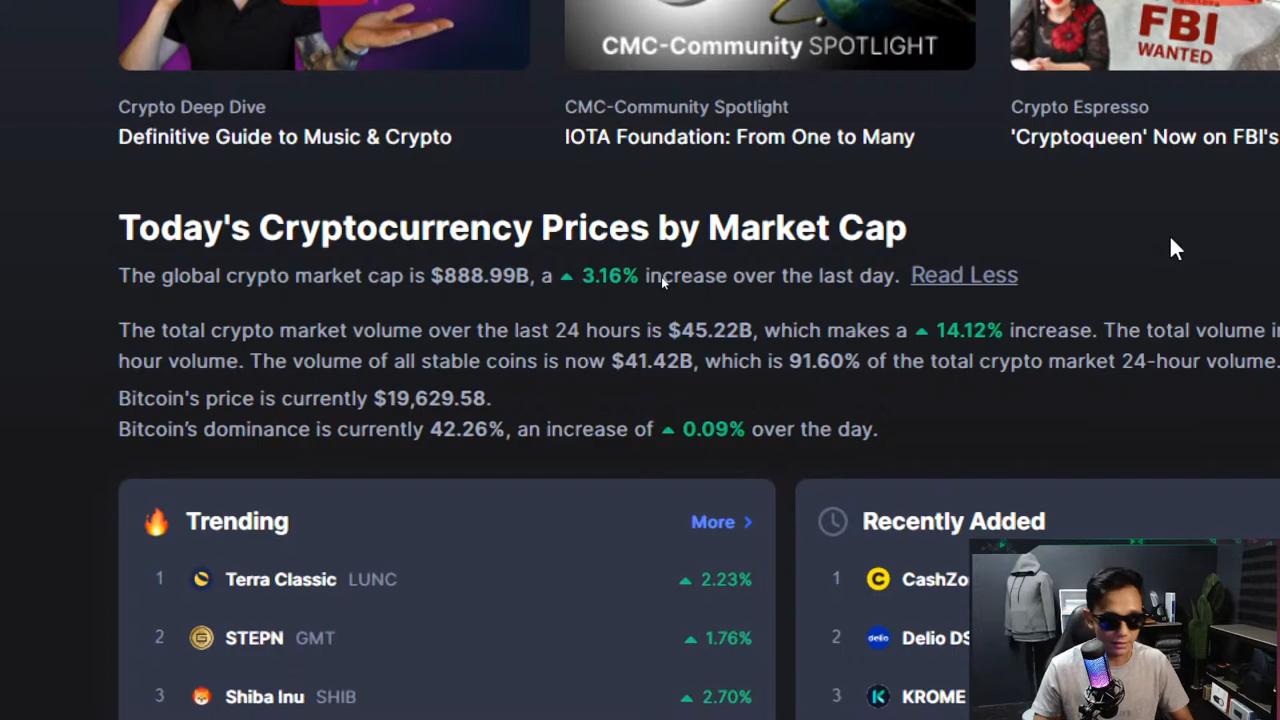 CMC-Community SPOTLIGHT
FBI
WANTED
Crypto Deep Dive
Definitive Guide to Music & Crypto
CMC-Community Spotlight
IOTA Foundation: From One to Many
Crypto Espresso
'Cryptoqueen' Now on FBI's
Today's Cryptocurrency Prices by Market Cap
The global crypto market cap is $888.99B, a 3.16% increase over the last day. Read Less
The total crypto market volume over the last 24 hours is $45.22B, which makes a 14.12% increase. The total volume
hour volume. The volume of all stable coins is now $41.42B, which is 91.60% of the total crypto market 24-hour volume.
Bitcoin's price is currently $19,629.58.
Bitcoin’s dominance is currently 42.26%, an increase of 0.09% over the day.
Trending
More
1 Terra Classic LUNC 2.23%
2 STEPN GMT 1.76%
3 Shiba Inu SHIB 2.70%
Recently Added
1 CashZo
2 Delio DS
3 KROME